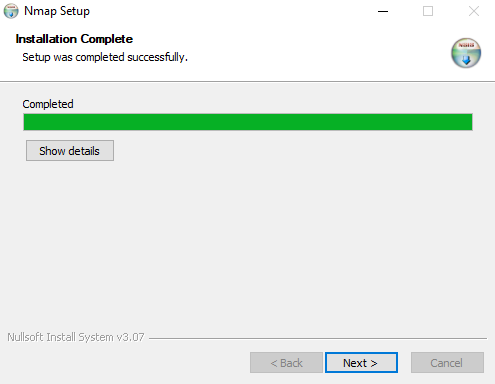 Nmap Setup
Installation Complete
Setup was completed successfully.
Completed
Show details
Nullsoft Install System v3.07
< Back
Next >
Cancel